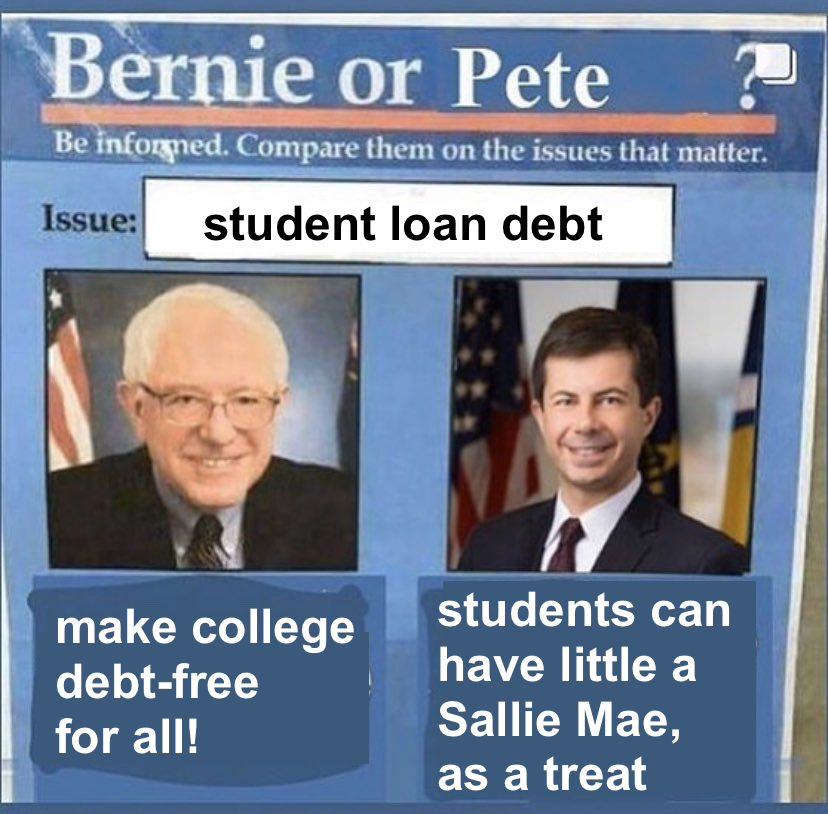 Bernie or Pete ?
Be informed. Compare them on the issues that matter.
Issue: student loan debt
make college
debt-free
for all!
students can
have little a
Sallie Mae,
as a treat